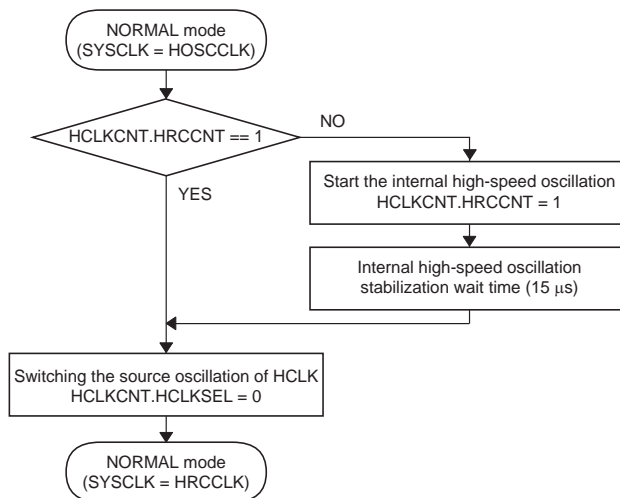 NORMAL mode
(SYSCLK = HOSCCLK)
HCLKCNT.HRCCNT == 1
NO
YES
Start the internal high-speed oscillation
HCLKCNT.HRCCNT = 1
Internal high-speed oscillation
stabilization wait time (15 μs)
Switching the source oscillation of HCLK
HCLKCNT.HCLKSEL = 0
NORMAL mode
(SYSCLK = HRCCLK)